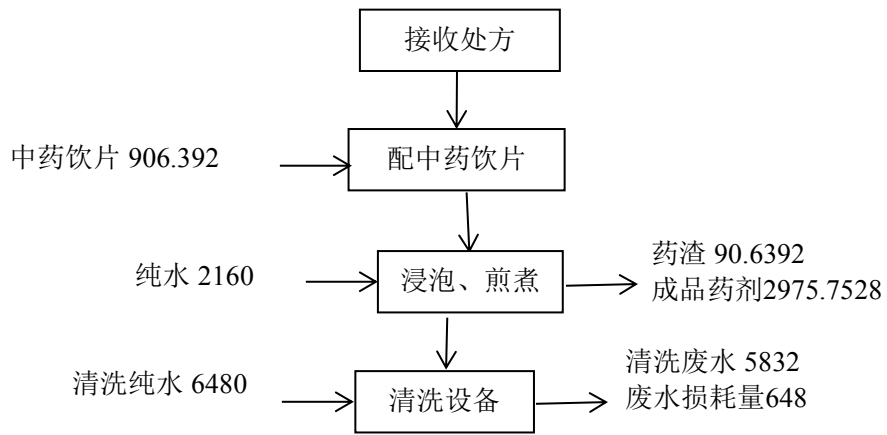 接收处方
中药饮片 906.392
配中药饮片
纯水 2160
浸泡、煎煮
药渣 90.6392
成品药剂2975.7528
清洗纯水 6480
清洗设备
清洗废水 5832
废水损耗量648